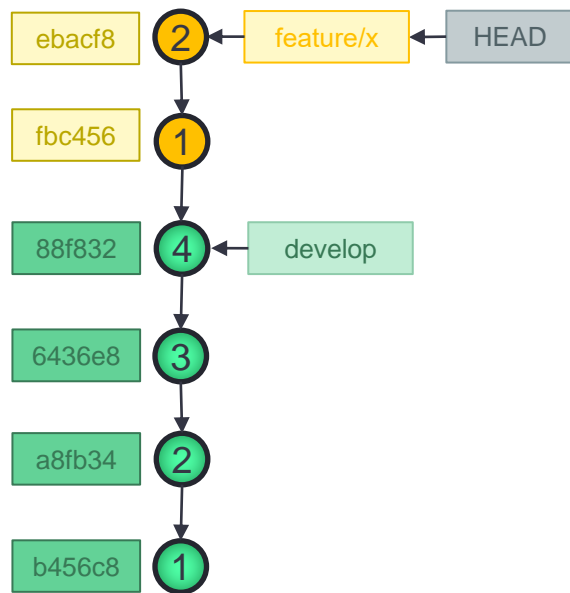 ebacf8 2 feature/x HEAD
fbc456 1
88f832 4 develop
6436e8 3
a8fb34 2
b456c8 1